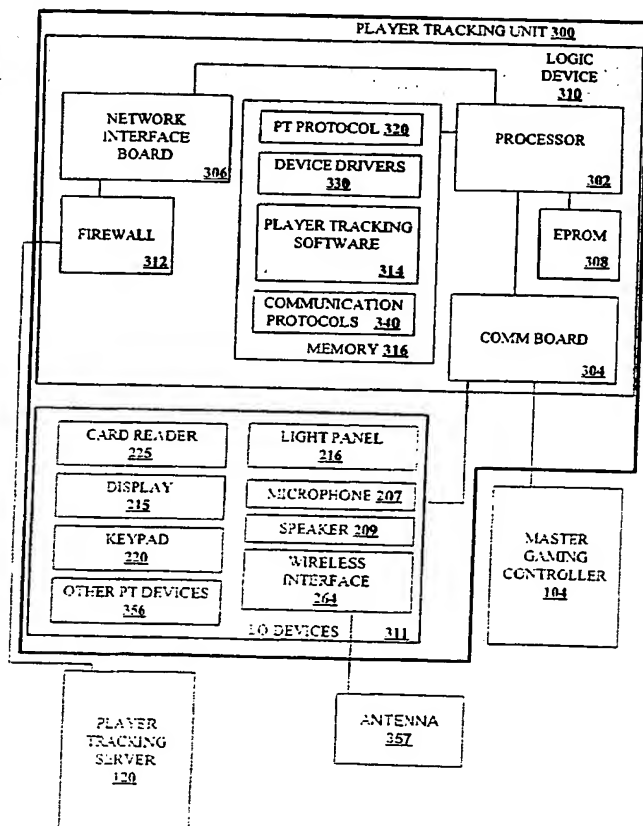 PLAYER TRACKING UNIT 300
LOGIC
DEVICE
310
NETWORK
INTERFACE
BOARD
306
FIREWALL
312
PT PROTOCOL 320
DEVICE DRIVERS
330
PLAYER TRACKING
SOFTWARE
314
COMMUNICATION
PROTOCOLS 340
MEMORY 316
PROCESSOR
302
EPROM
308
COMM BOARD
304
CARD READER
225
DISPLAY
215
KEYPAD
220
OTHER PT DEVICES
356
LIGHT PANEL
216
MICROPHONE 207
SPEAKER 209
WIRELESS
INTERFACE
264
I/O DEVICES 311
MASTER
GAMING
CONTROLLER
104
PLAYER
TRACKING
SERVER
120
ANTENNA
357